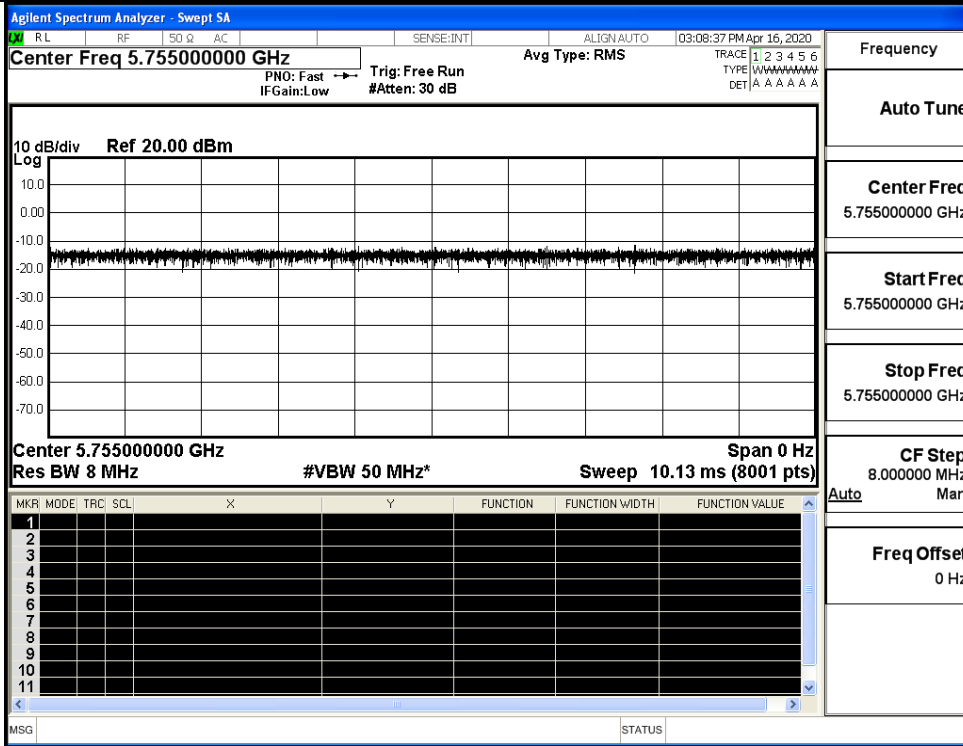 Agilent Spectrum Analyzer - Swept SA
LXI RL RF 50 Ω AC SENSE:INT ALIGN AUTO 03:08:37 PM Apr 16, 2020
Center Freq 5.755000000 GHz Avg Type: RMS TRACE 1 2 3 4 5 6
PNO: Fast Trig: Free Run TYPE WWWWWW
IFGain:Low #Atten: 30 dB DET A A A A A A
10 dB/div Ref 20.00 dBm
Log
10.0
0.00
-10.0
-20.0
-30.0
-40.0
-50.0
-60.0
-70.0
Center 5.755000000 GHz Span 0 Hz
Res BW 8 MHz #VBW 50 MHz* Sweep 10.13 ms (8001 pts)
MKR MODE TRC SCL X Y FUNCTION FUNCTION WIDTH FUNCTION VALUE
1
2
3
4
5
6
7
8
9
10
11
MSG STATUS
Frequency
Auto Tune
Center Freq
5.755000000 GHz
Start Freq
5.755000000 GHz
Stop Freq
5.755000000 GHz
CF Step
8.000000 MHz
Auto Man
Freq Offset
0 Hz